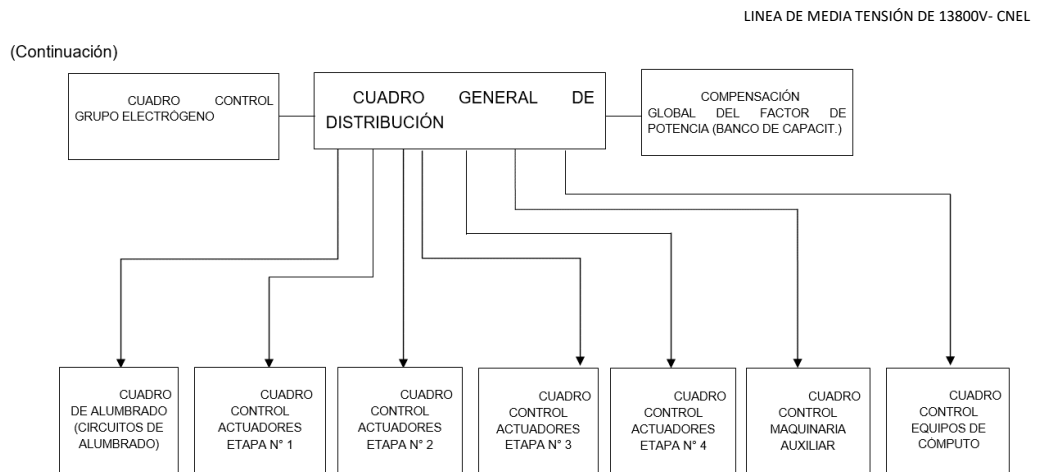 LINEA DE MEDIA TENSIÓN DE 13800V- CNEL
(Continuación)
CUADRO CONTROL
GRUPO ELECTRÓGENO
CUADRO GENERAL DE
DISTRIBUCIÓN
COMPENSACIÓN
GLOBAL DEL FACTOR DE
POTENCIA (BANCO DE CAPACIT.)
CUADRO
DE ALUMBRADO
(CIRCUITOS DE
ALUMBRADO)
CUADRO
CONTROL
ACTUADORES
ETAPA N° 1
CUADRO
CONTROL
ACTUADORES
ETAPA N° 2
CUADRO
CONTROL
ACTUADORES
ETAPA N° 3
CUADRO
CONTROL
ACTUADORES
ETAPA N° 4
CUADRO
CONTROL
MAQUINARIA
AUXILIAR
CUADRO
CONTROL
EQUIPOS DE
CÓMPUTO